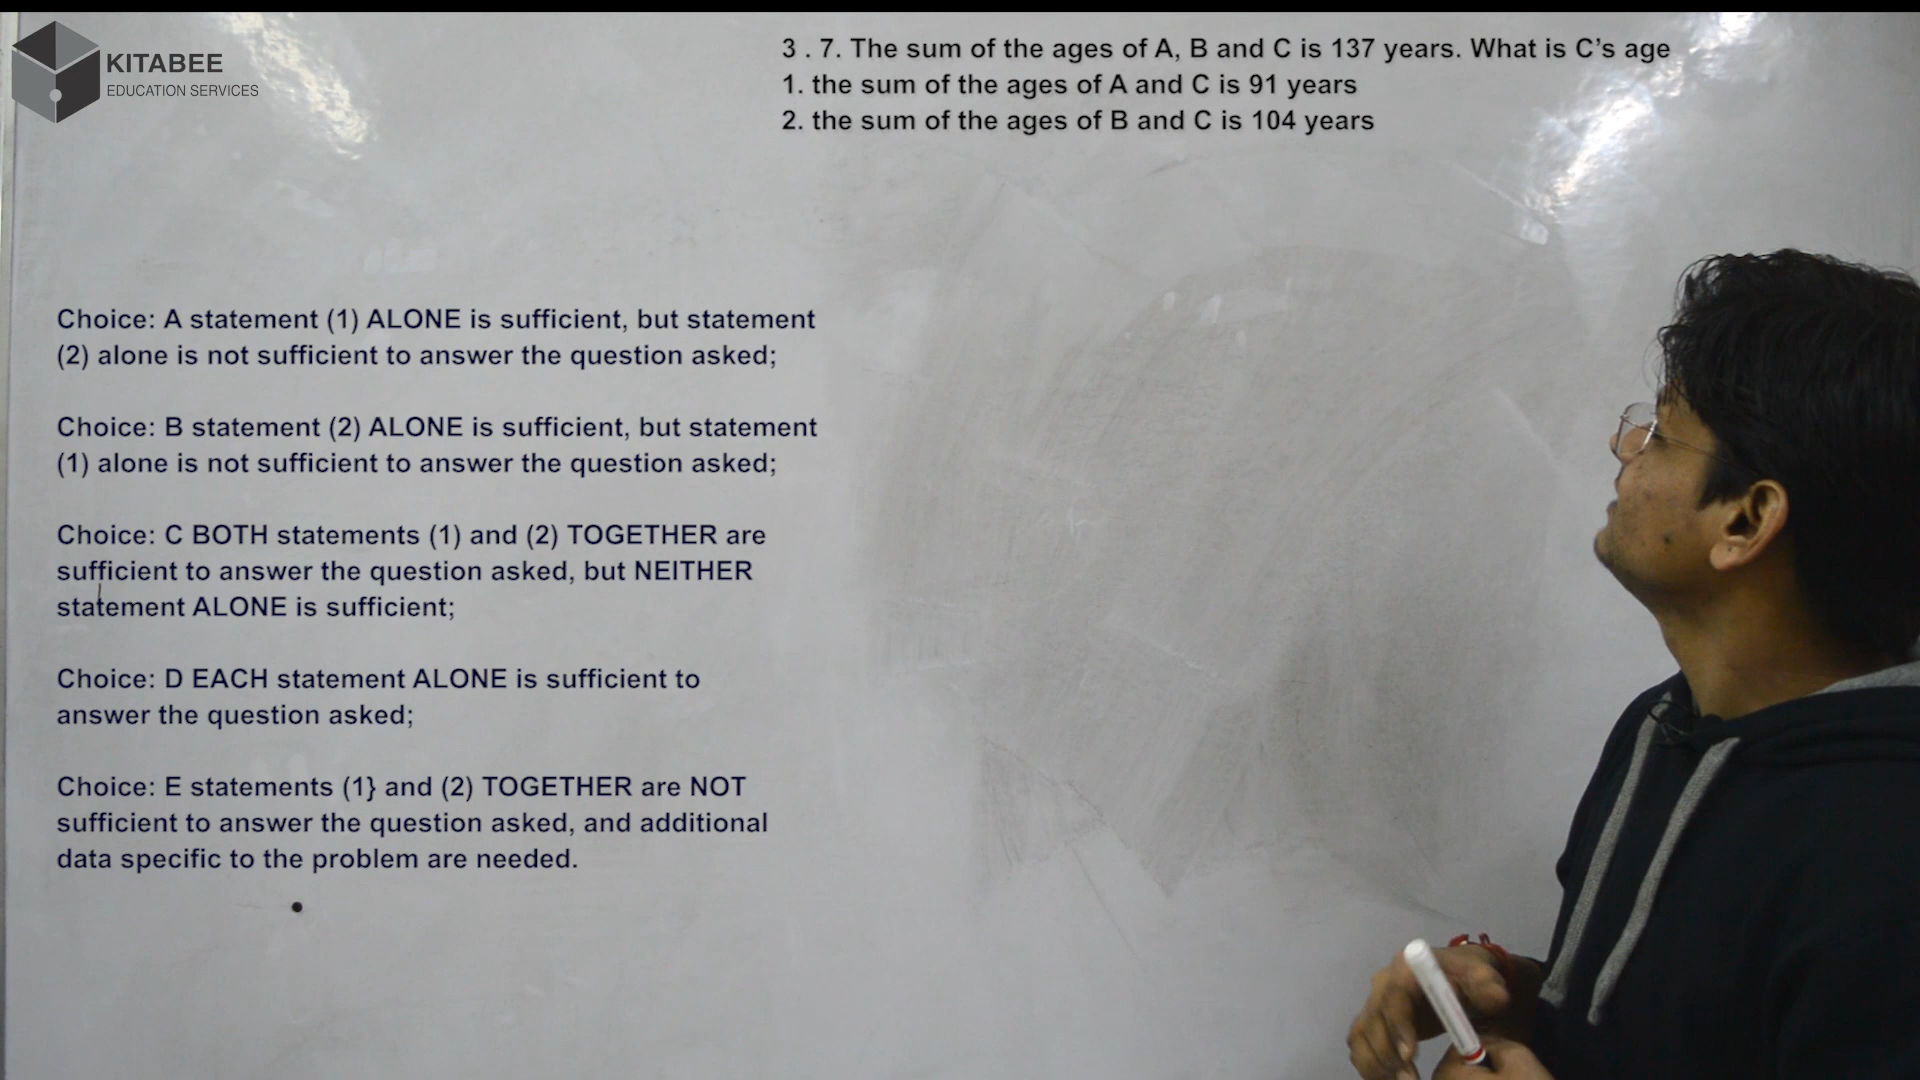 KITABEE
EDUCATION SERVICES
3 . 7. The sum of the ages of A, B and C is 137 years. What is C's age
1. the sum of the ages of A and C is 91 years
2. the sum of the ages of B and C is 104 years
Choice: A statement (1) ALONE is sufficient, but statement
(2) alone is not sufficient to answer the question asked;
Choice: B statement (2) ALONE is sufficient, but statement
(1) alone is not sufficient to answer the question asked;
Choice: C BOTH statements (1) and (2) TOGETHER are
sufficient to answer the question asked, but NEITHER
statement ALONE is sufficient;
Choice: D EACH statement ALONE is sufficient to
answer the question asked;
Choice: E statements (1} and (2) TOGETHER are NOT
sufficient to answer the question asked, and additional
data specific to the problem are needed.